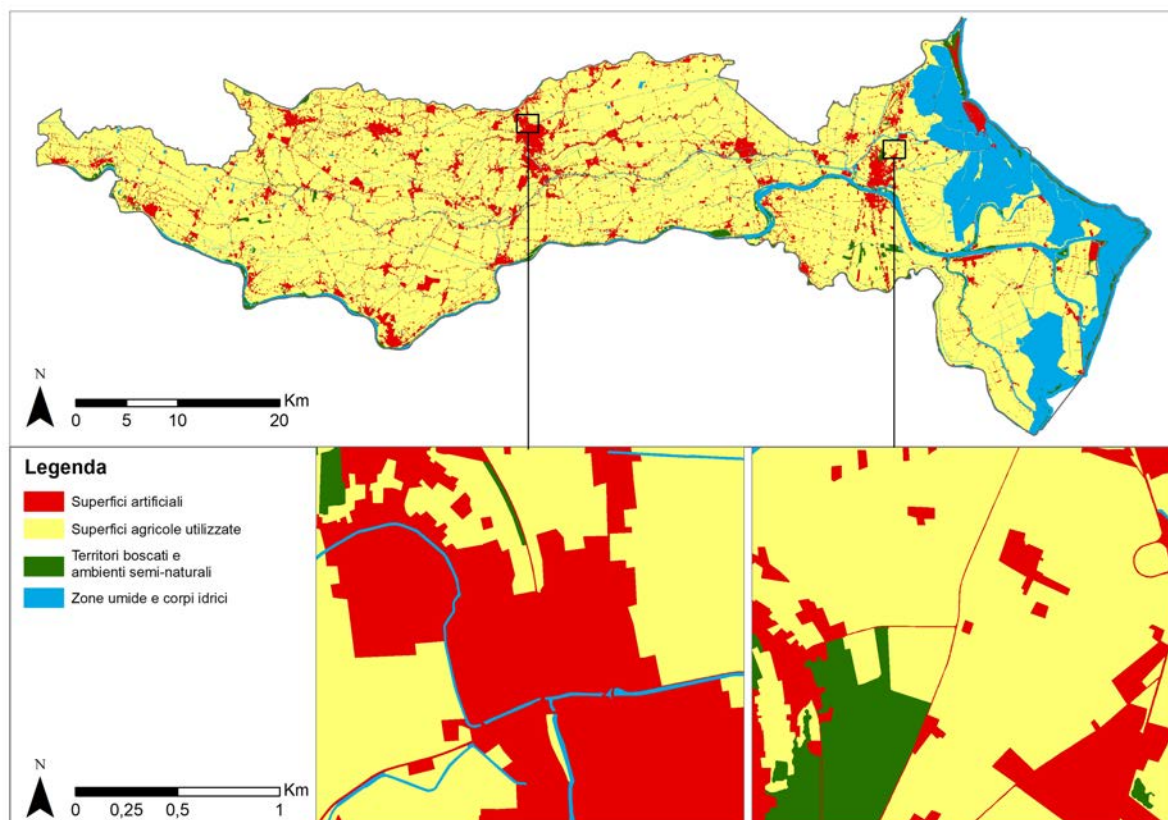 N
Km
0 5 10 20
Legenda
Superfici artificiali
Superfici agricole utilizzate
Territori boscati e
ambienti semi-naturali
Zone umide e corpi idrici
N
Km
0 0,25 0,5 1